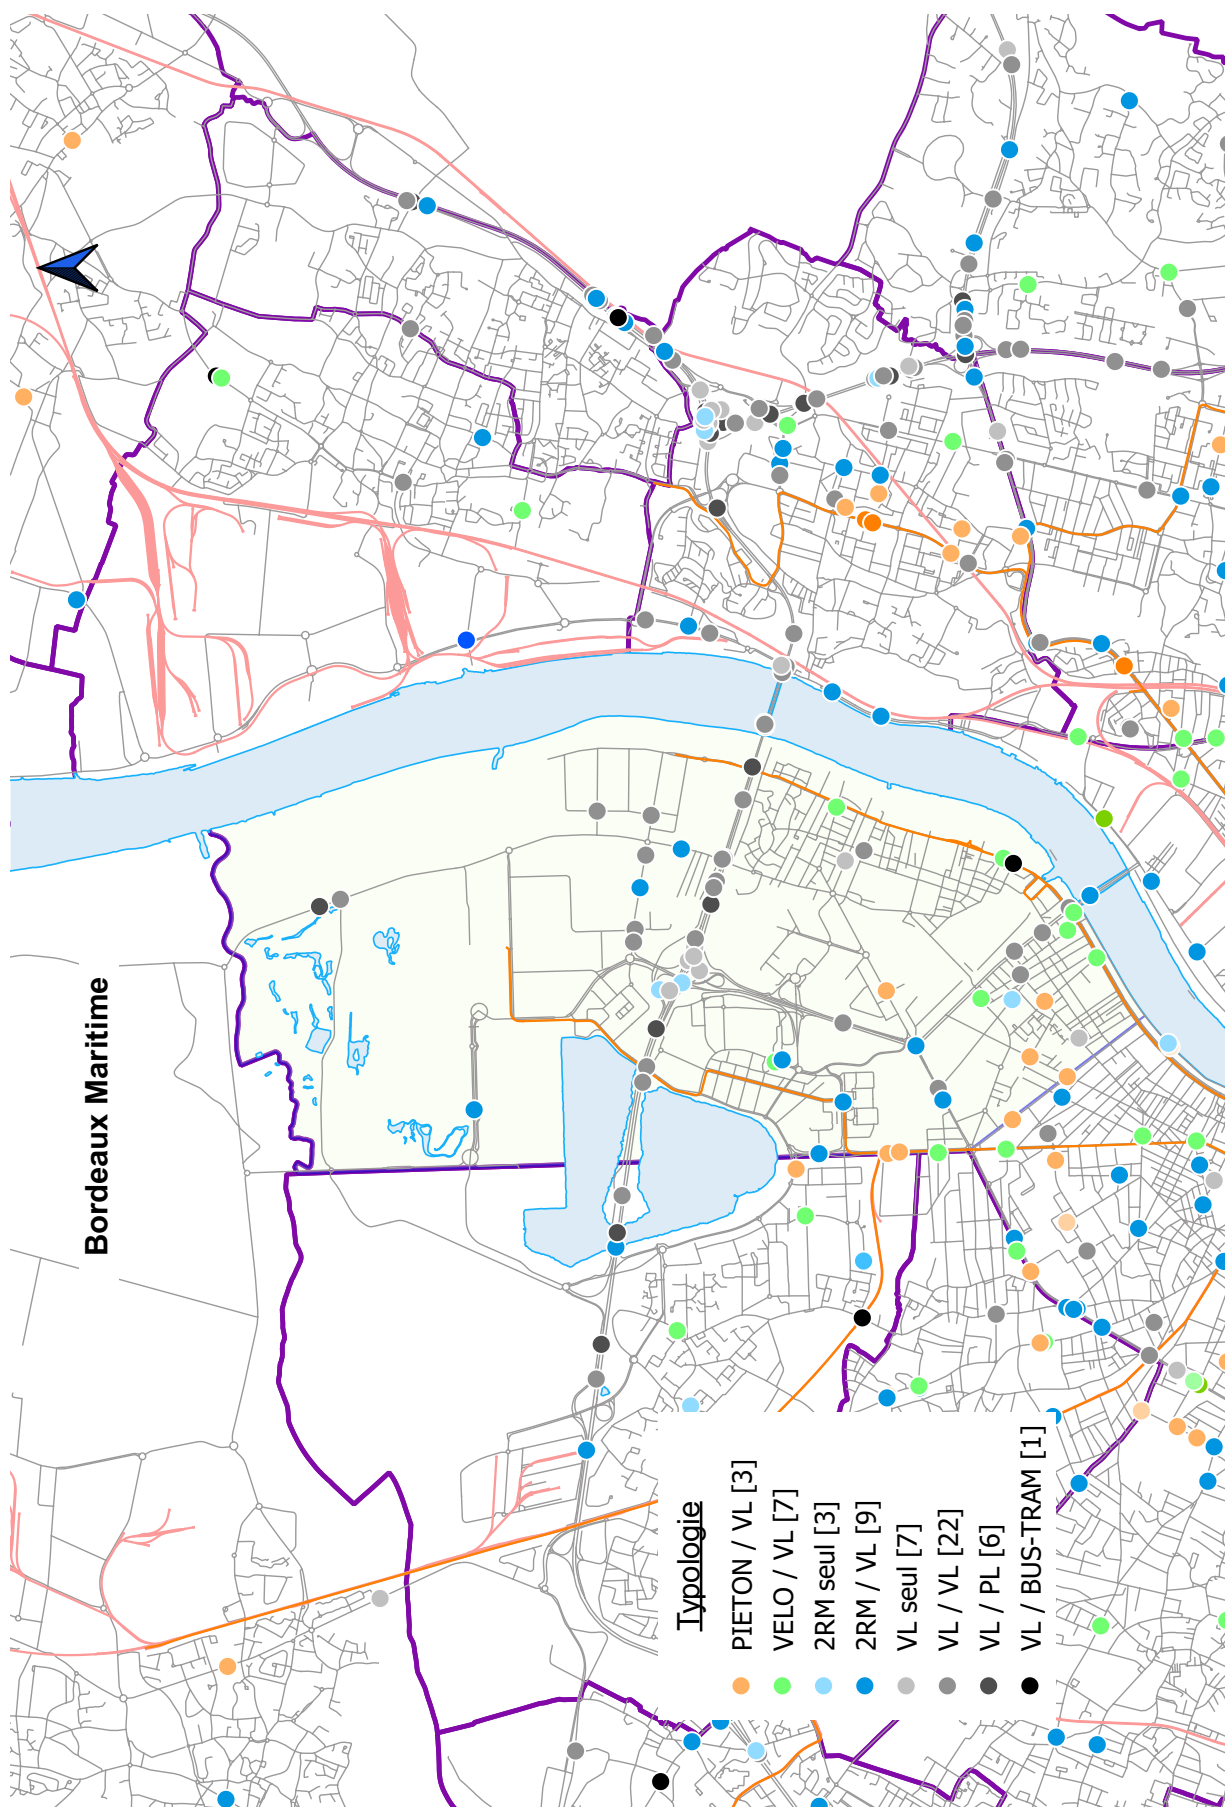 Bordeaux Maritime
Typologie
PIETON / VL [3]
VELO / VL [7]
2RM seul [3]
2RM / VL [9]
VL seul [7]
VL / VL [22]
VL / PL [6]
VL / BUS-TRAM [1]